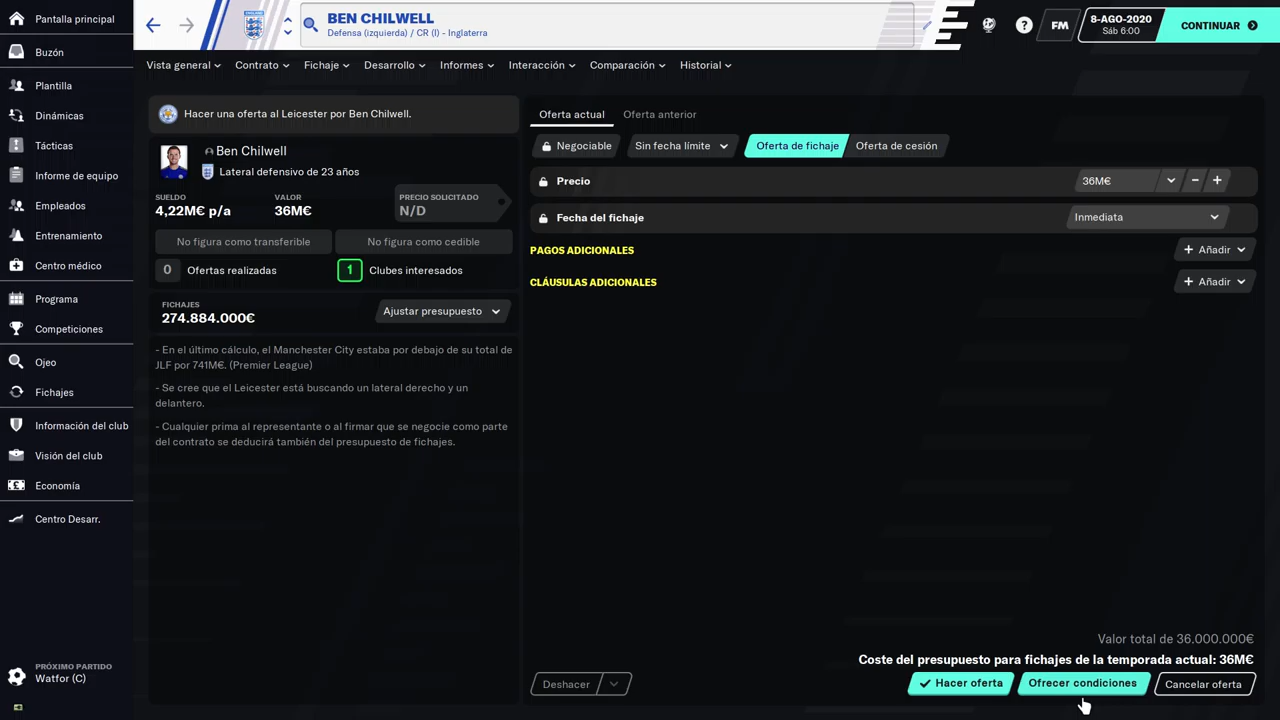 Pantalla principal
Buzón
Plantilla
Dinámicas
Tácticas
Informe de equipo
Empleados
Entrenamiento
Centro médico
Programa
Competiciones
Ojeo
Fichajes
Información del club
Visión del club
Economía
Centro Desarr.
PRÓXIMO PARTIDO
Watfor (C)
BEN CHILWELL
Defensa (izquierda) / CR (I) - Inglaterra
FM
8-AGO-2020
Sáb 6:00
CONTINUAR
Vista general Contrato Fichaje Desarrollo Informes Interacción Comparación Historial
Hacer una oferta al Leicester por Ben Chilwell.
Ben Chilwell
Lateral defensivo de 23 años
SUELDO
4,22M€ p/a
VALOR
36M€
PRECIO SOLICITADO
N/D
No figura como transferible
No figura como cedible
0 Ofertas realizadas
1 Clubes interesados
FICHAJES
274.884.000€
Ajustar presupuesto
- En el último cálculo, el Manchester City estaba por debajo de su total de
JLF por 741M€. (Premier League)
- Se cree que el Leicester está buscando un lateral derecho y un
delantero.
- Cualquier prima al representante o al firmar que se negocie como parte
del contrato se deducirá también del presupuesto de fichajes.
Oferta actual Oferta anterior
Negociable Sin fecha límite Oferta de fichaje Oferta de cesión
Precio 36M€ - +
Fecha del fichaje Inmediata
PAGOS ADICIONALES + Añadir
CLÁUSULAS ADICIONALES + Añadir
Valor total de 36.000.000€
Coste del presupuesto para fichajes de la temporada actual: 36M€
Deshacer Hacer oferta Ofrecer condiciones Cancelar oferta